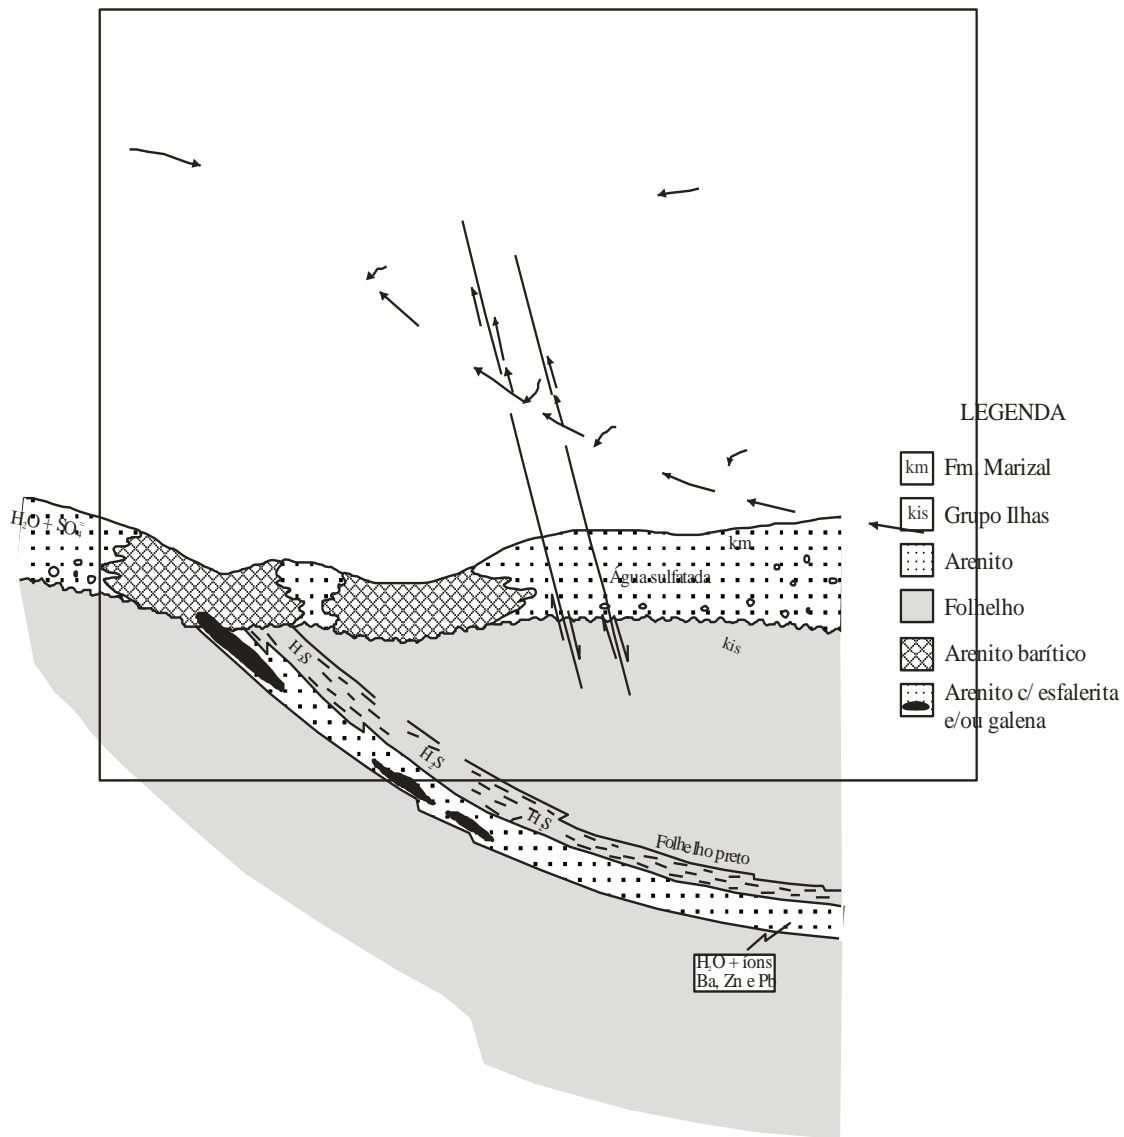 LEGENDA
km Fm. Marizal
kis Grupo Ilhas
Arenito
Folhelho
Arenito barítico
Arenito c/ esfalerita
e/ou galena
H₂O + SO₄⁼
km
Água sulfatada
kis
H₂S
H₂S
H₂S
Folhelho preto
H₂O + íons
Ba, Zn e Pb